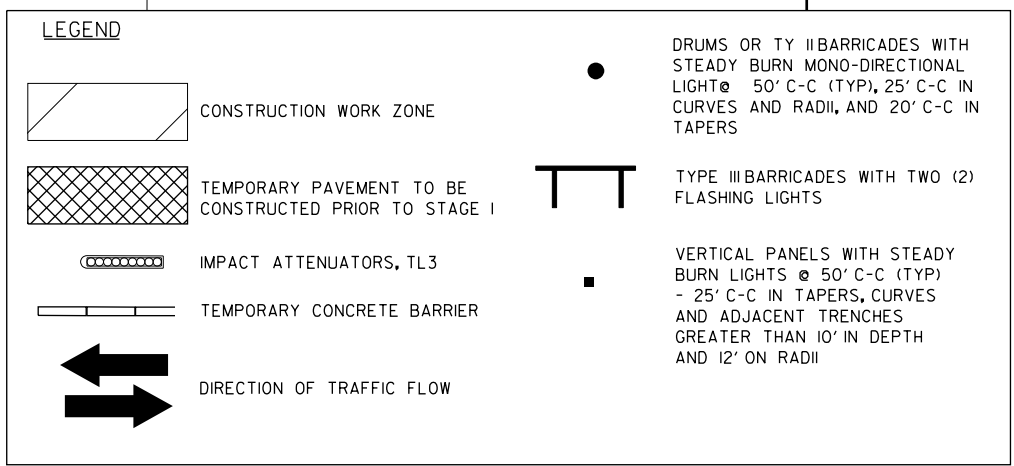 LEGEND
CONSTRUCTION WORK ZONE
TEMPORARY PAVEMENT TO BE
CONSTRUCTED PRIOR TO STAGE I
IMPACT ATTENUATORS, TL3
TEMPORARY CONCRETE BARRIER
DIRECTION OF TRAFFIC FLOW
DRUMS OR TY II BARRICADES WITH
STEADY BURN MONO-DIRECTIONAL
LIGHT@ 50' C-C (TYP), 25' C-C IN
CURVES AND RADII, AND 20' C-C IN
TAPERS
TYPE III BARRICADES WITH TWO (2)
FLASHING LIGHTS
VERTICAL PANELS WITH STEADY
BURN LIGHTS @ 50' C-C (TYP)
- 25' C-C IN TAPERS, CURVES
AND ADJACENT TRENCHES
GREATER THAN 10' IN DEPTH
AND 12' ON RADII